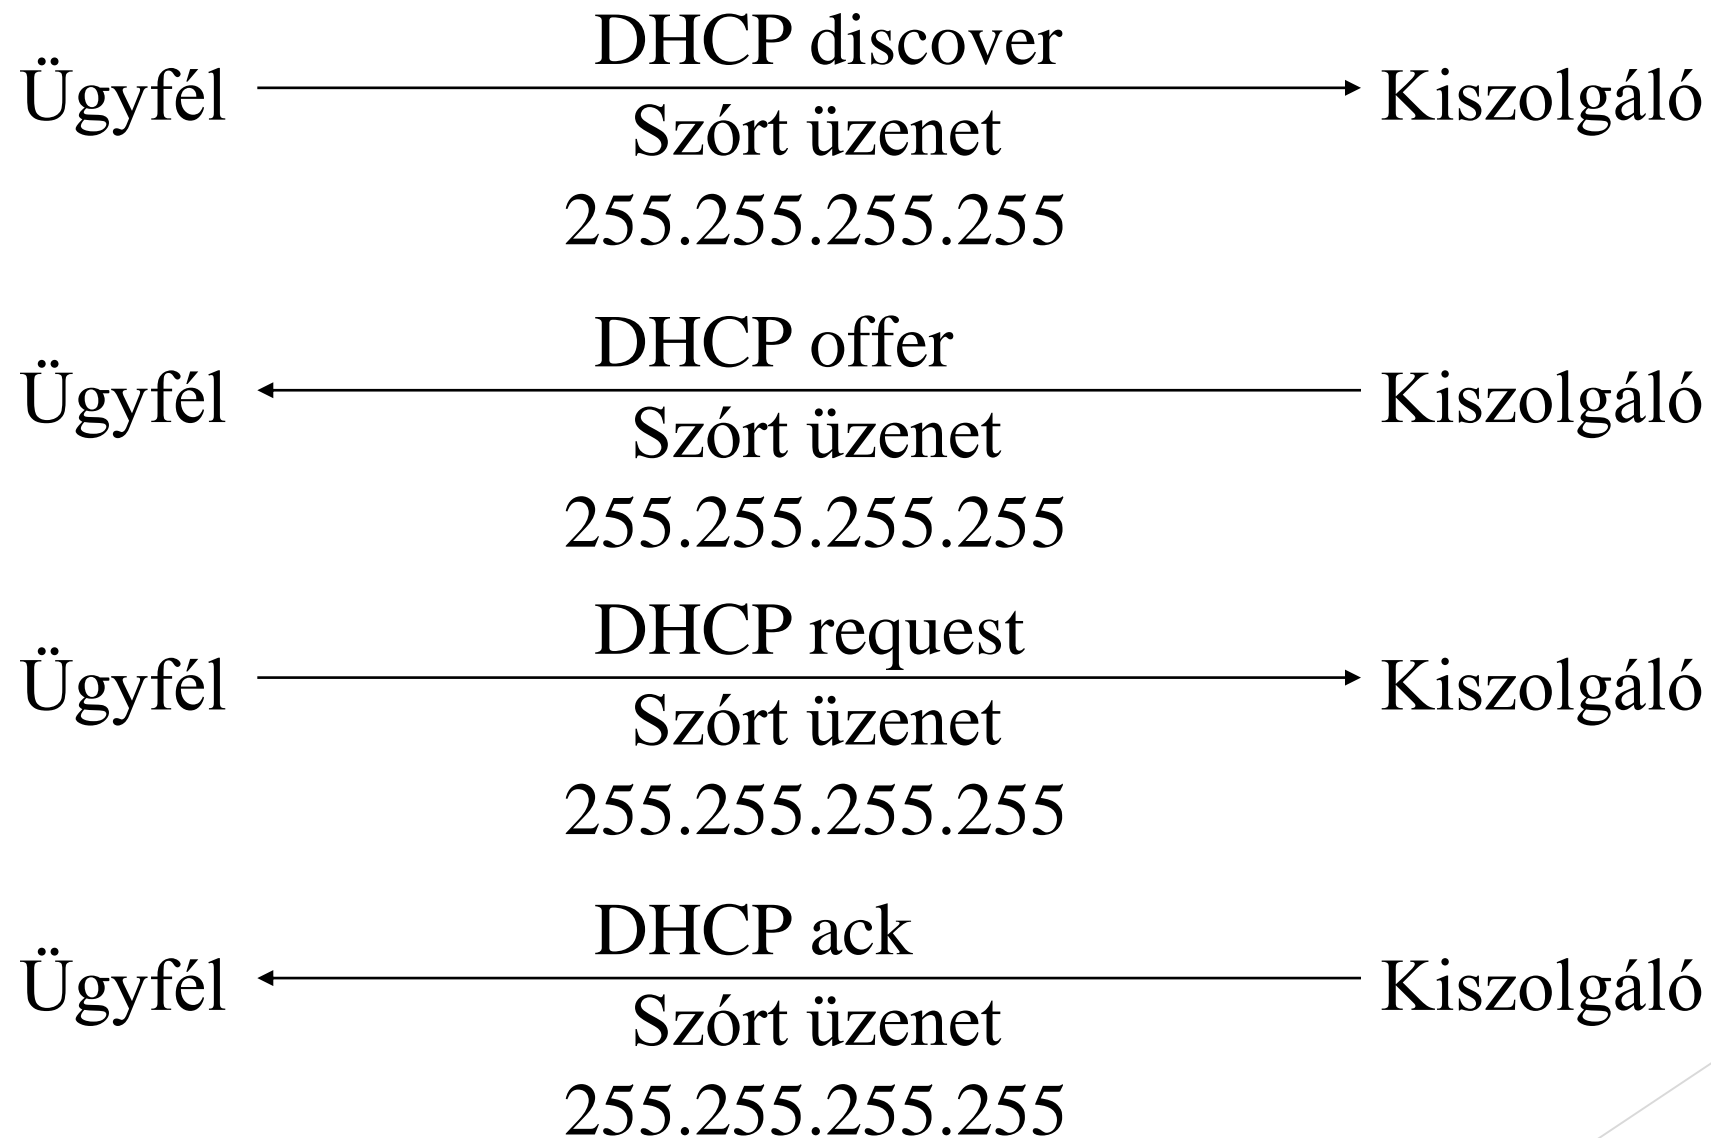 DHCP discover
Ügyfél Kiszolgáló
Szórt üzenet
255.255.255.255
DHCP offer
Ügyfél Kiszolgáló
Szórt üzenet
255.255.255.255
DHCP request
Ügyfél Kiszolgáló
Szórt üzenet
255.255.255.255
DHCP ack
Ügyfél Kiszolgáló
Szórt üzenet
255.255.255.255